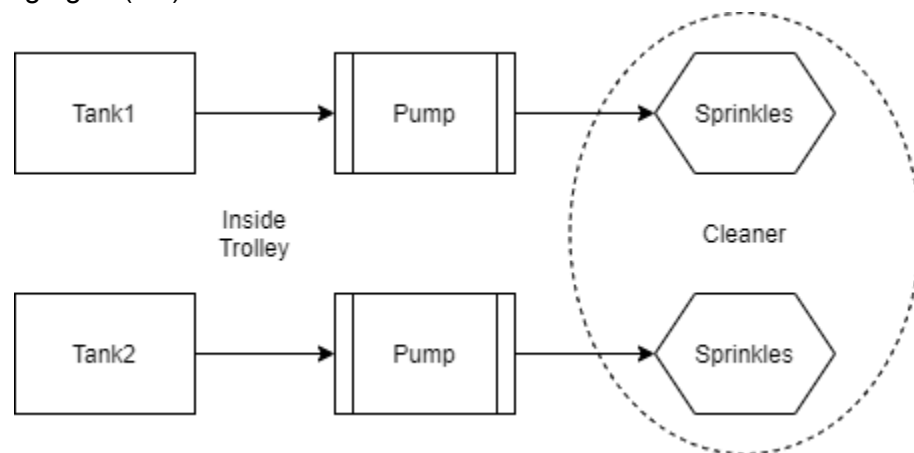 Tank1
Pump
Sprinkles
Inside
Trolley
Cleaner
Tank2
Pump
Sprinkles